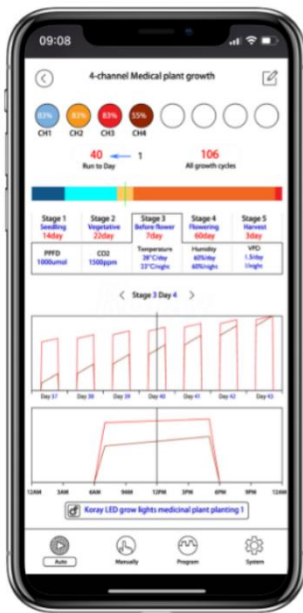 09:08
4-channel Medical plant growth
83% 83% 83% 55%
CH1 CH2 CH3 CH4
40 1 106
Run to Day All growth cycles
Stage 1 Stage 2 Stage 3 Stage 4 Stage 5
Seedling Vegetative Before flower Flowering Harvest
14day 22day 7day 60day 3day
PPFD CO2 Temperature Humidity VPD
1000umol 1500ppm 28°C/day 60%/day 1.5/day
23°C/night 60%/night 1/night
Stage 3 Day 4
Day 37 Day 38 Day 39 Day 40 Day 41 Day 42 Day 43
12AM 3AM 6AM 9AM 12PM 3PM 6PM 9PM 12AM
Koray LED grow lights medicinal plant planting 1
Auto Manually Program System